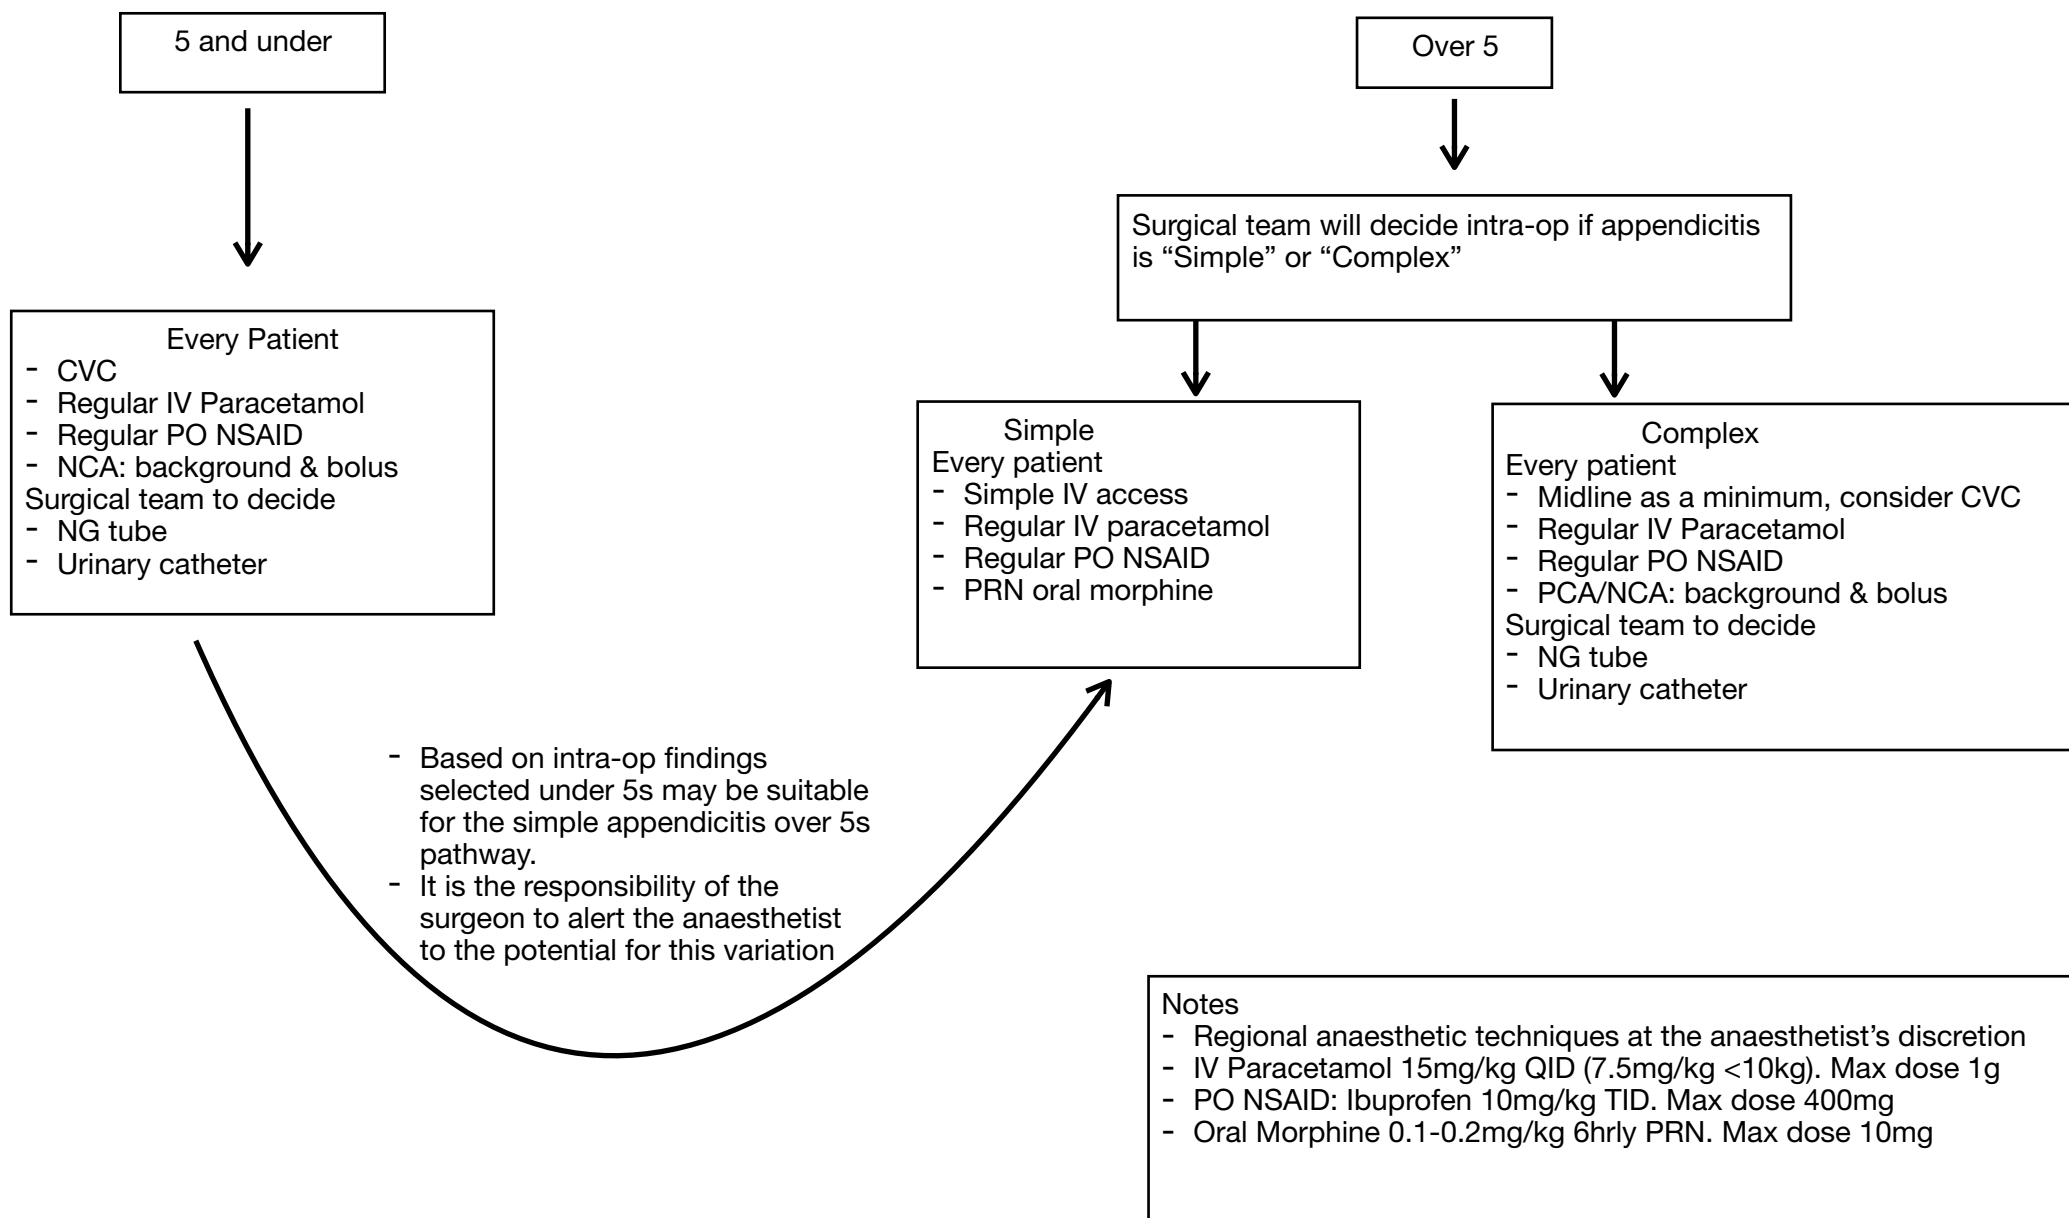 5 and under
Over 5
Surgical team will decide intra-op if appendicitis
is “Simple” or “Complex”
Every Patient
- CVC
- Regular IV Paracetamol
- Regular PO NSAID
- NCA: background & bolus
Surgical team to decide
- NG tube
- Urinary catheter
Simple
Every patient
- Simple IV access
- Regular IV paracetamol
- Regular PO NSAID
- PRN oral morphine
Complex
Every patient
- Midline as a minimum, consider CVC
- Regular IV Paracetamol
- Regular PO NSAID
- PCA/NCA: background & bolus
Surgical team to decide
- NG tube
- Urinary catheter
- Based on intra-op findings
selected under 5s may be suitable
for the simple appendicitis over 5s
pathway.
- It is the responsibility of the
surgeon to alert the anaesthetist
to the potential for this variation
Notes
- Regional anaesthetic techniques at the anaesthetist’s discretion
- IV Paracetamol 15mg/kg QID (7.5mg/kg <10kg). Max dose 1g
- PO NSAID: Ibuprofen 10mg/kg TID. Max dose 400mg
- Oral Morphine 0.1-0.2mg/kg 6hrly PRN. Max dose 10mg